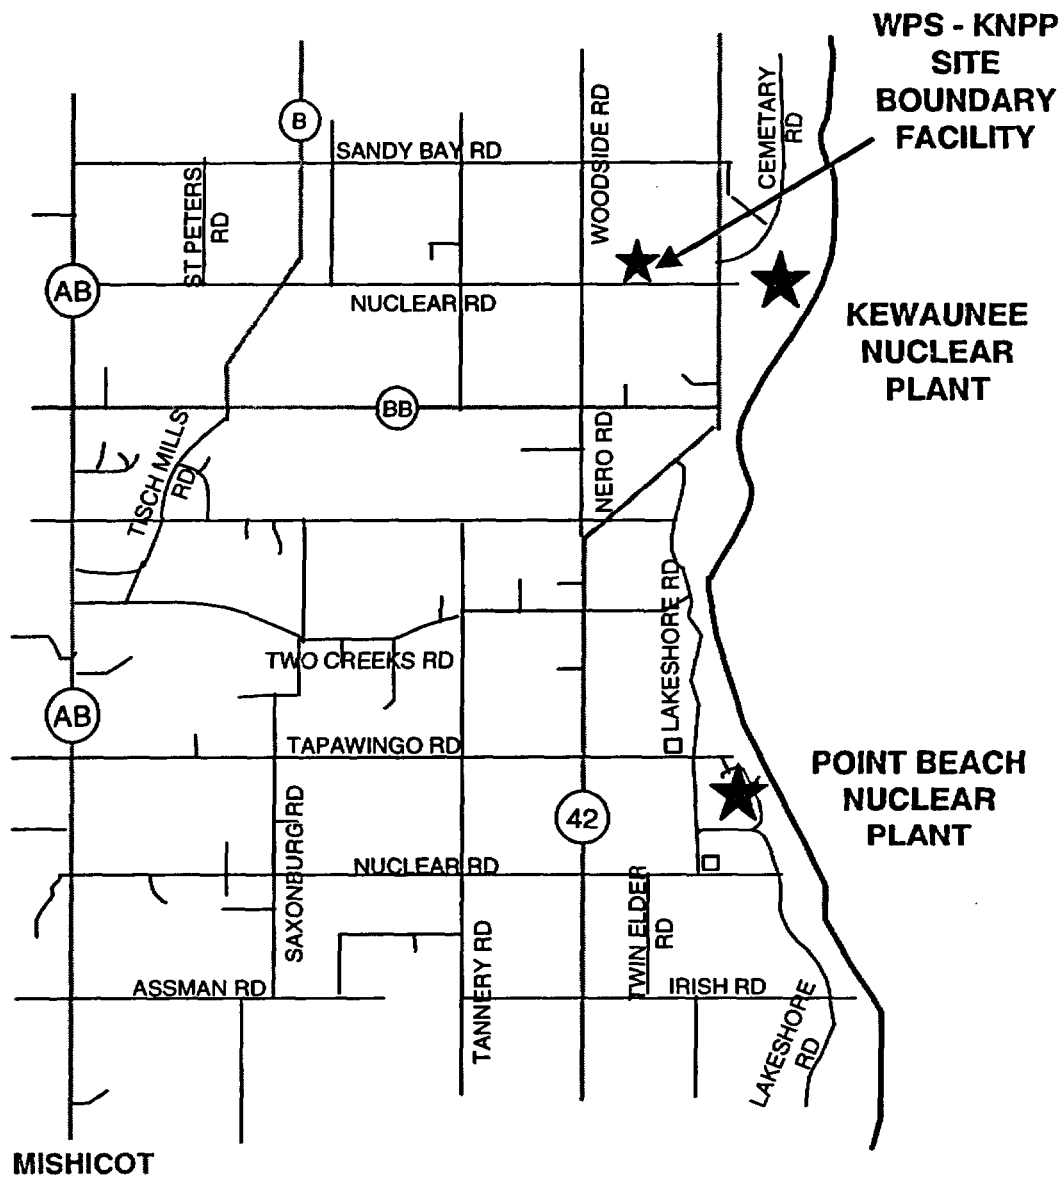 WPS - KNPP
SITE
BOUNDARY
FACILITY
B
SANDY BAY RD
WOODSIDE RD
CEMETARY
RD
ST PETERS
RD
AB
NUCLEAR RD
KEWAUNEE
NUCLEAR
PLANT
BB
TISCH MILLS
RD
NERO RD
LAKESHORE RD
TWO CREEKS RD
AB
TAPAWINGO RD
POINT BEACH
NUCLEAR
PLANT
42
SAXONBURG RD
NUCLEAR RD
TWIN ELDER
RD
TANNERY RD
ASSMAN RD
IRISH RD
LAKESHORE
RD
MISHICOT